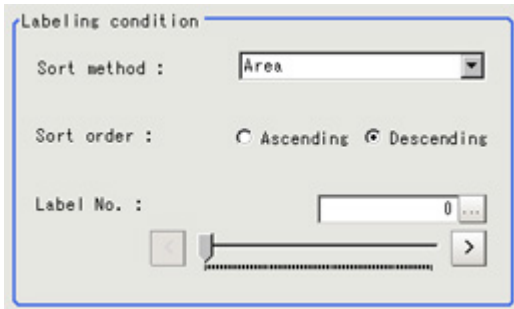 Labeling condition
Sort method : Area
Sort order : Ascending Descending
Label No. : 0 ...
< >